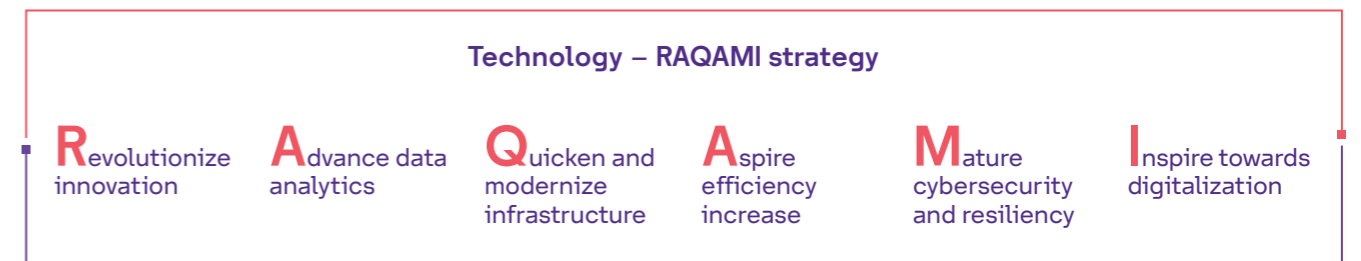 Technology – RAQAMI strategy
Revolutionize
innovation
Advance data
analytics
Quicken and
modernize
infrastructure
Aspire
efficiency
increase
Mature
cybersecurity
and resiliency
Inspire towards
digitalization